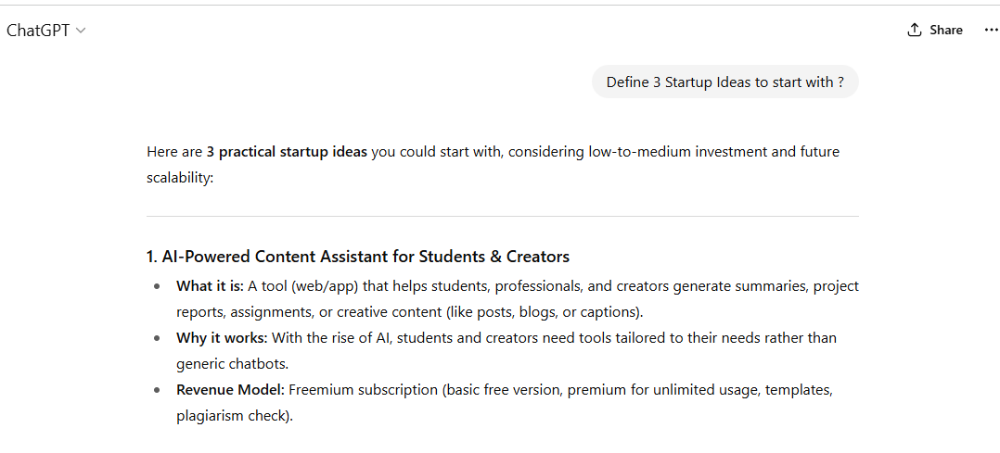 ChatGPT
Share
Define 3 Startup Ideas to start with ?
Here are 3 practical startup ideas you could start with, considering low-to-medium investment and future
scalability:
1. AI-Powered Content Assistant for Students & Creators
What it is: A tool (web/app) that helps students, professionals, and creators generate summaries, project
reports, assignments, or creative content (like posts, blogs, or captions).
Why it works: With the rise of AI, students and creators need tools tailored to their needs rather than
generic chatbots.
Revenue Model: Freemium subscription (basic free version, premium for unlimited usage, templates,
plagiarism check).